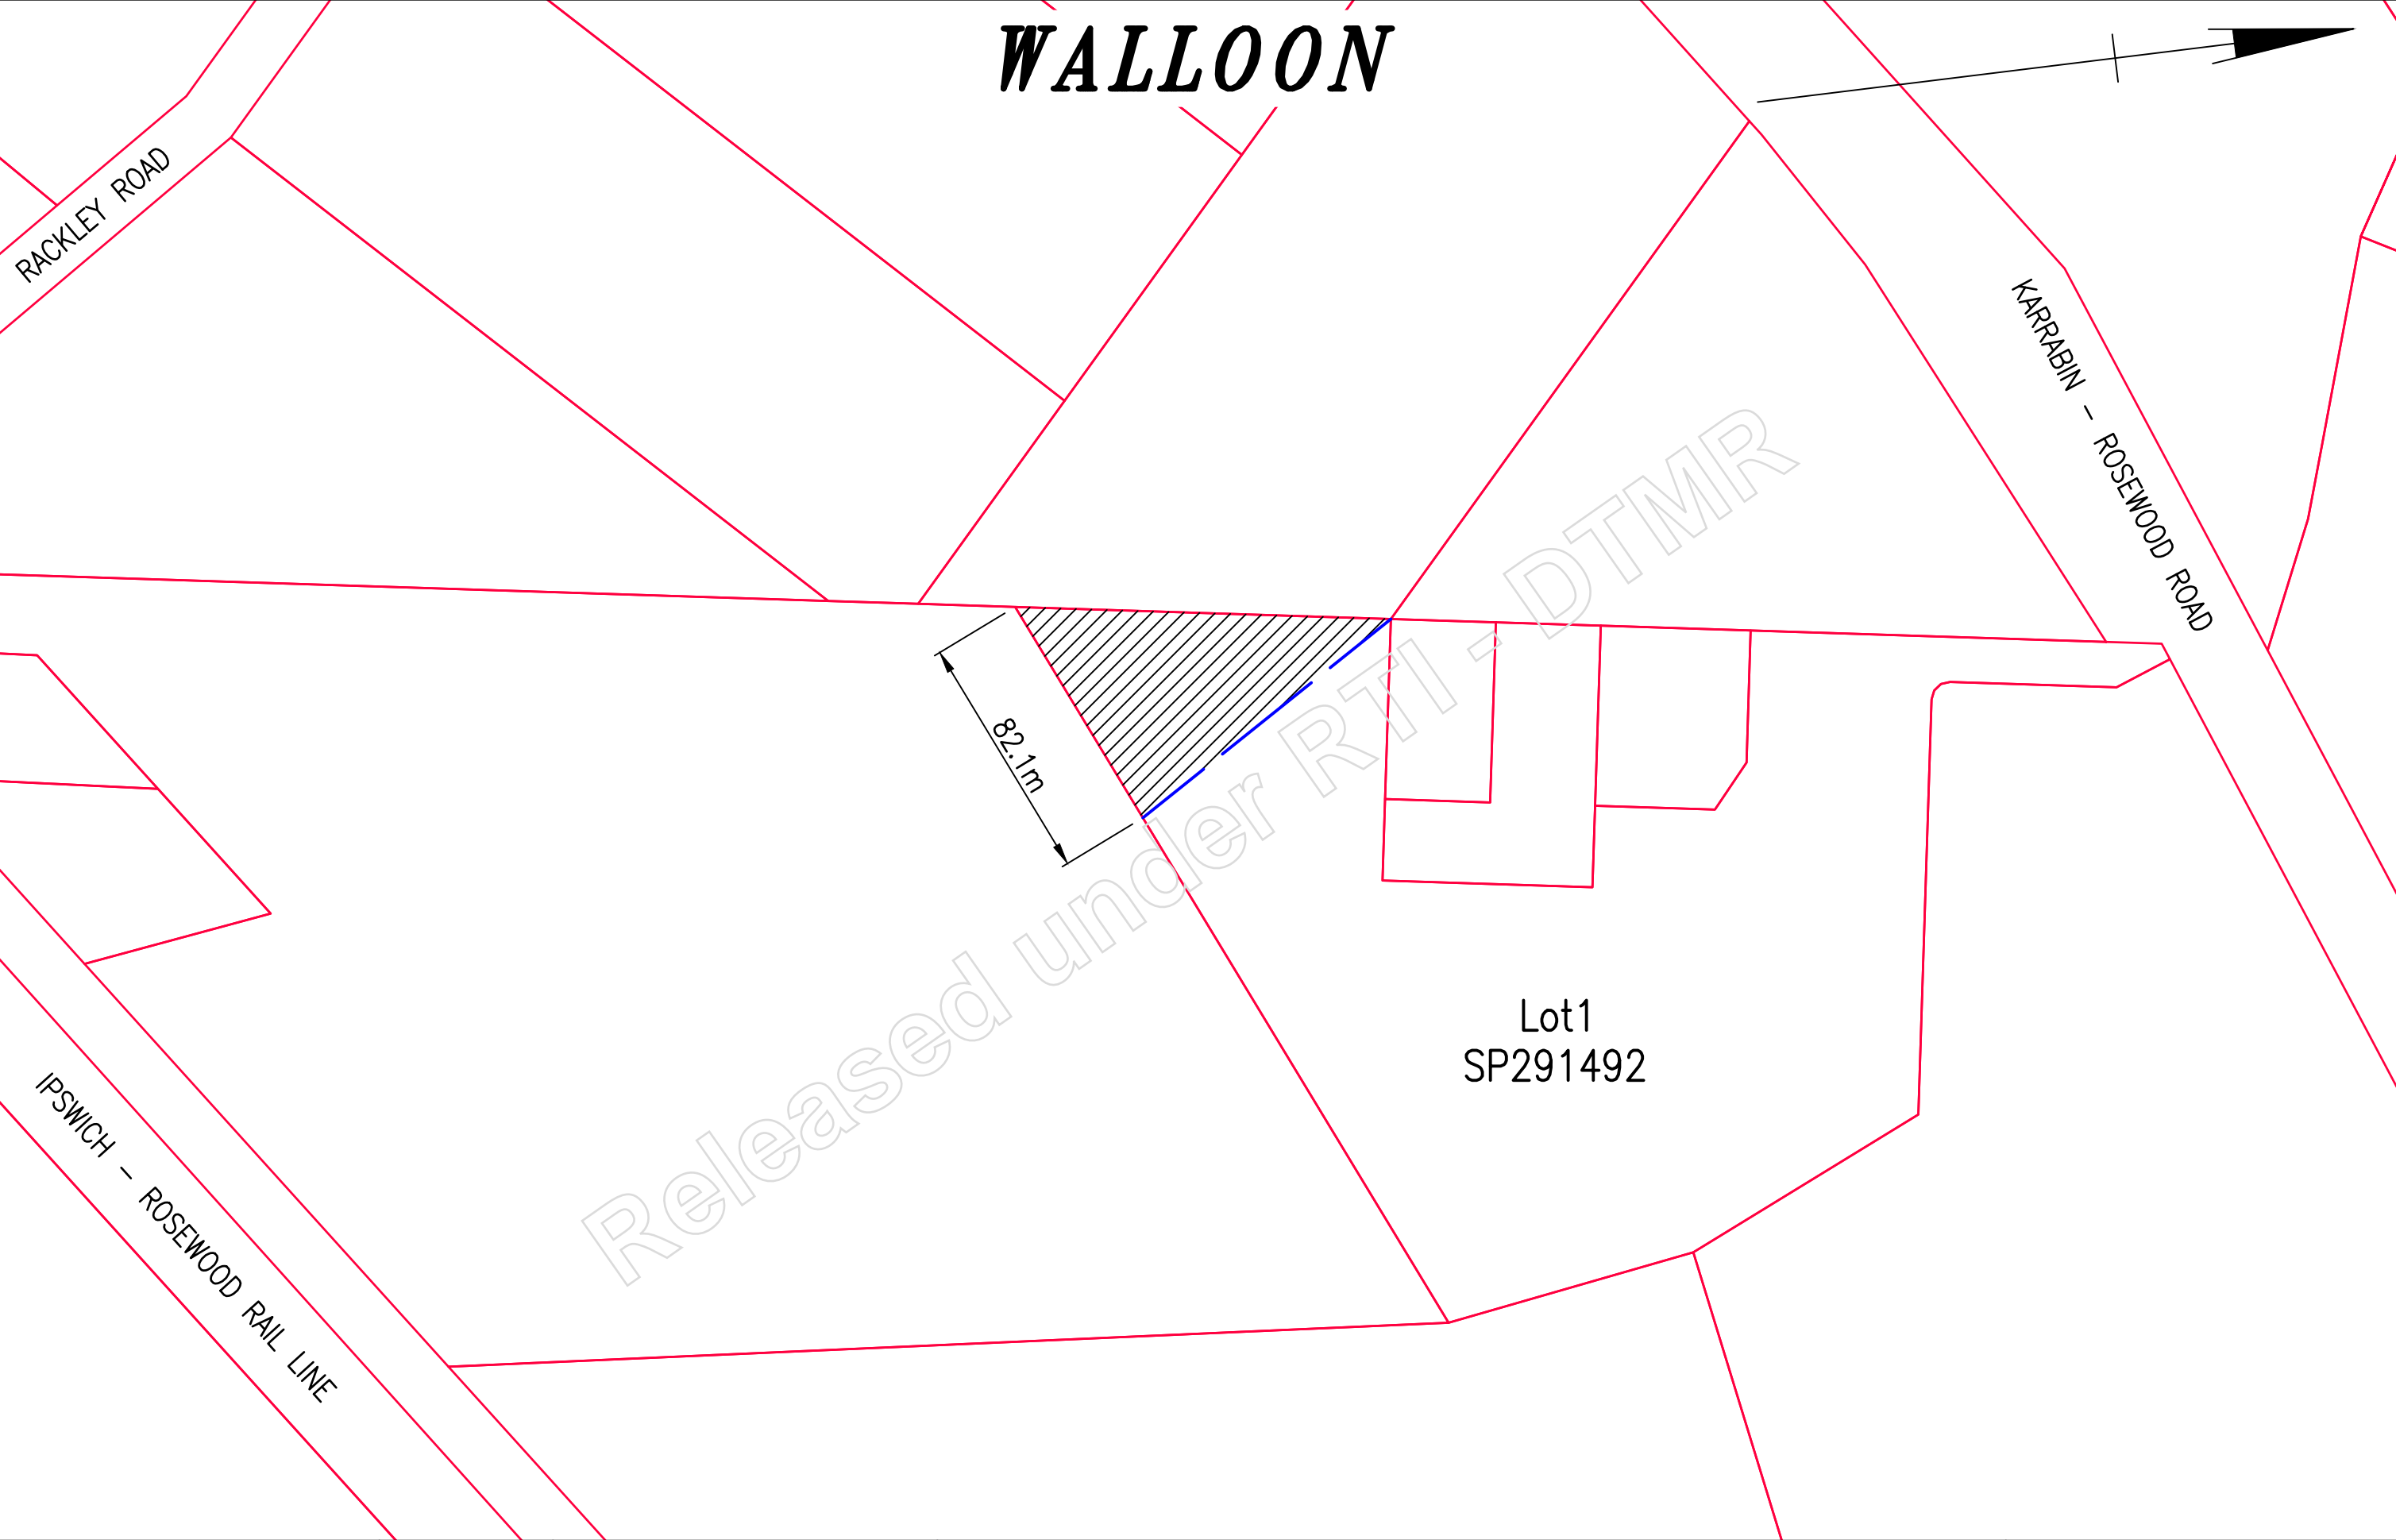 WALLOON
RACKLEY ROAD
KARRABIN - ROSEWOOD ROAD
82.1m
Released under RTI - DTMR
Lot1
SP291492
IPSWICH - ROSEWOOD RAIL LINE